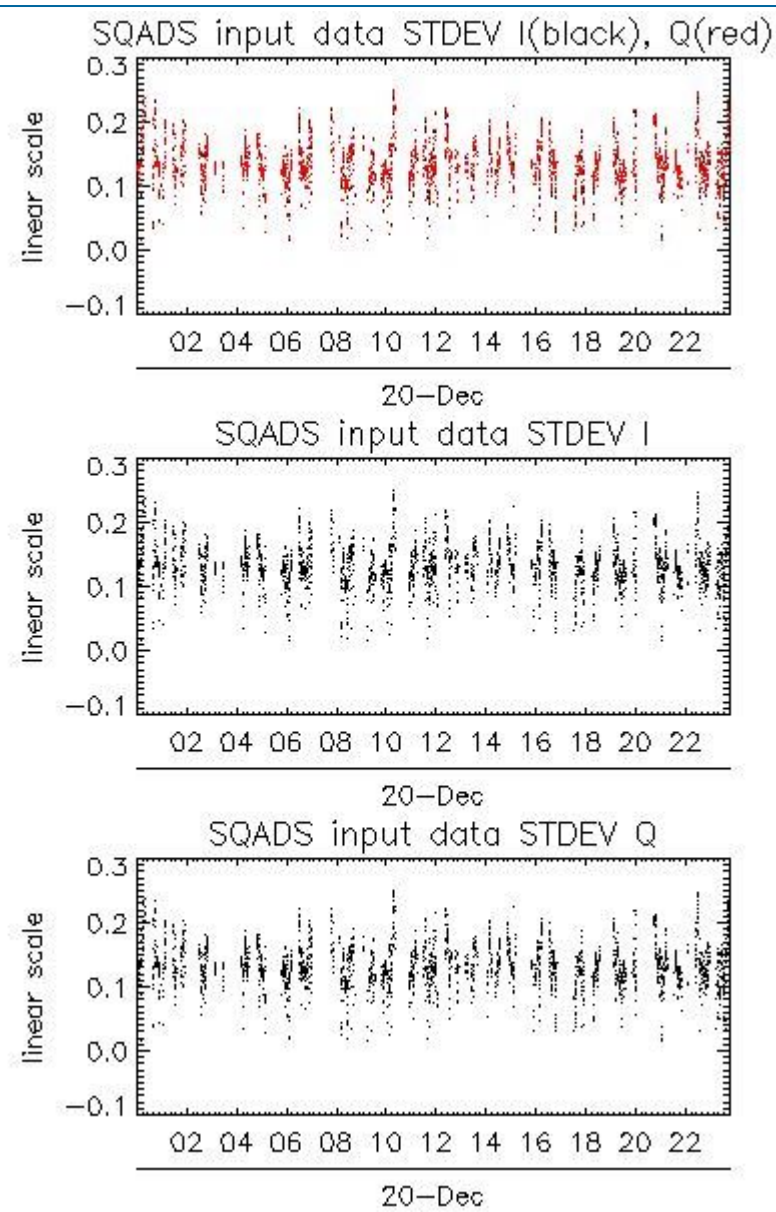 SQADS input data STDEV I(black), Q(red)
0.3
0.2
0.1
0.0
−0.1
linear scale
02 04 06 08 10 12 14 16 18 20 22
20−Dec
SQADS input data STDEV I
0.3
0.2
0.1
0.0
−0.1
linear scale
02 04 06 08 10 12 14 16 18 20 22
20−Dec
SQADS input data STDEV Q
0.3
0.2
0.1
0.0
−0.1
linear scale
02 04 06 08 10 12 14 16 18 20 22
20−Dec